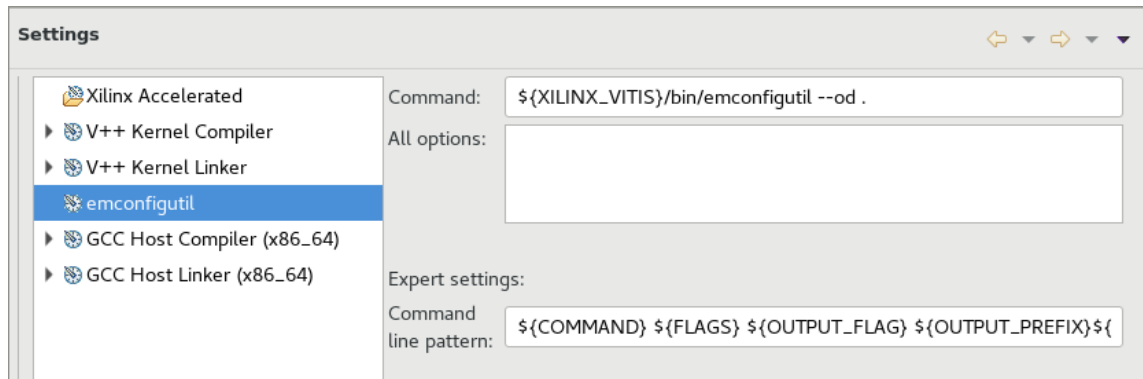 Settings
Xilinx Accelerated
V++ Kernel Compiler
V++ Kernel Linker
emconfigutil
GCC Host Compiler (x86_64)
GCC Host Linker (x86_64)
Command:
${XILINX_VITIS}/bin/emconfigutil --od .
All options:
Expert settings:
Command
line pattern:
${COMMAND} ${FLAGS} ${OUTPUT_FLAG} ${OUTPUT_PREFIX}${